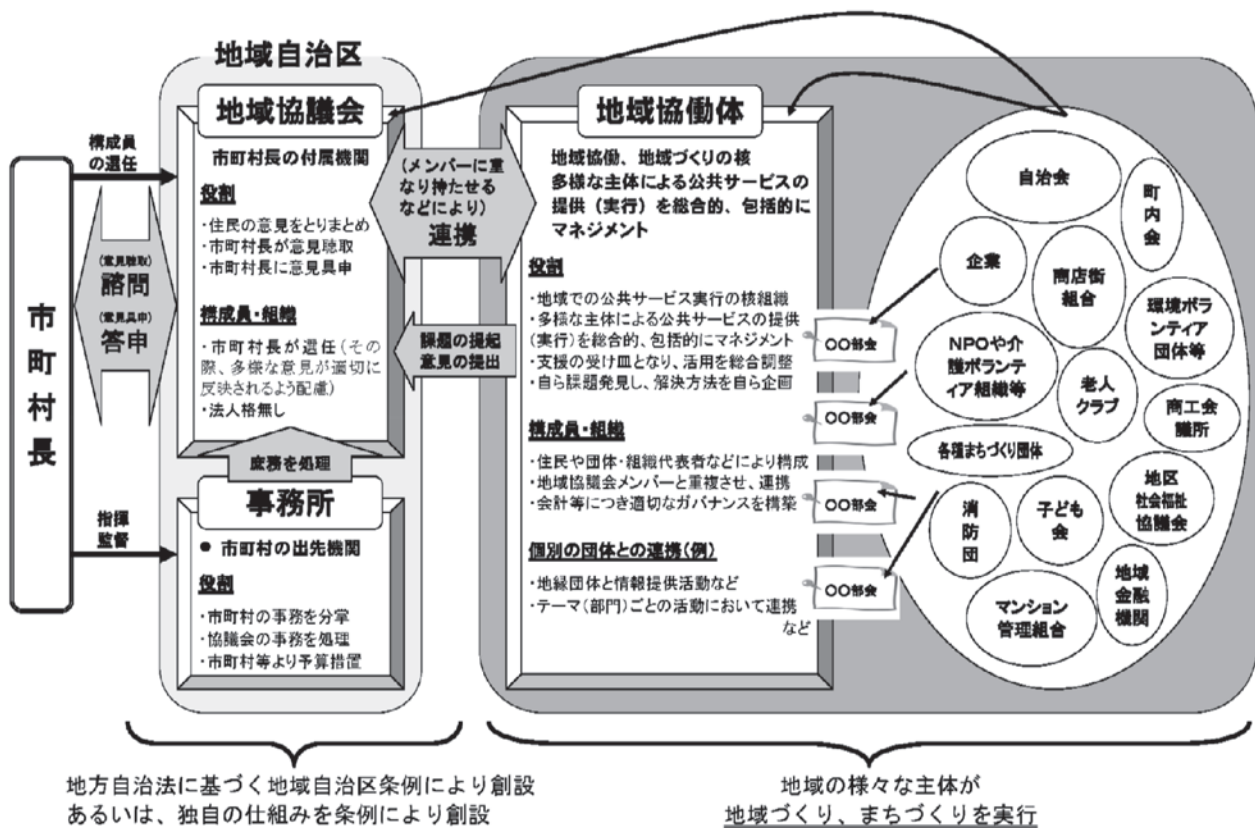 地域自治区
地域協議会
市町村長の付属機関
役割
・住民の意見をとりまとめ
・市町村長が意見聴取
・市町村長に意見具申
構成員・組織
・市町村長が選任(その
際、多様な意見が適切に
反映されるよう配慮)
・法人格無し
庶務を処理
事務所
● 市町村の出先機関
役割
・市町村の事務を分掌
・協議会の事務を処理
・市町村等より予算措置
市町村長
構成員
の選任
(意見聴取)
諮問
(意見具申)
答申
指揮
監督
(メンバーに重
なり持たせる
などにより)
連携
課題の提起
意見の提出
地域協働体
地域協働、地域づくりの核
多様な主体による公共サービスの
提供(実行)を総合的、包括的に
マネジメント
役割
・地域での公共サービス実行の核組織
・多様な主体による公共サービスの提供
(実行)を総合的、包括的にマネジメント
・支援の受け皿となり、活用を総合調整
・自ら課題発見し、解決方法を自ら企画
構成員・組織
・住民や団体・組織代表者などにより構成
・地域協議会メンバーと重複させ、連携
・会計等につき適切なガバナンスを構築
個別の団体との連携(例)
・地縁団体と情報提供活動など
・テーマ(部門)ごとの活動において連携
など
〇〇部会
〇〇部会
〇〇部会
〇〇部会
自治会
町内会
企業
商店街
組合
環境ボラ
ンティア
団体等
NPOや介
護ボランテ
ィア組織等
老人
クラブ
商工会
議所
各種まちづくり団体
地区
社会福祉
協議会
消防団
子ども
会
地域
金融
機関
マンション
管理組合
地方自治法に基づく地域自治区条例により創設
あるいは、独自の仕組みを条例により創設
地域の様々な主体が
地域づくり、まちづくりを実行